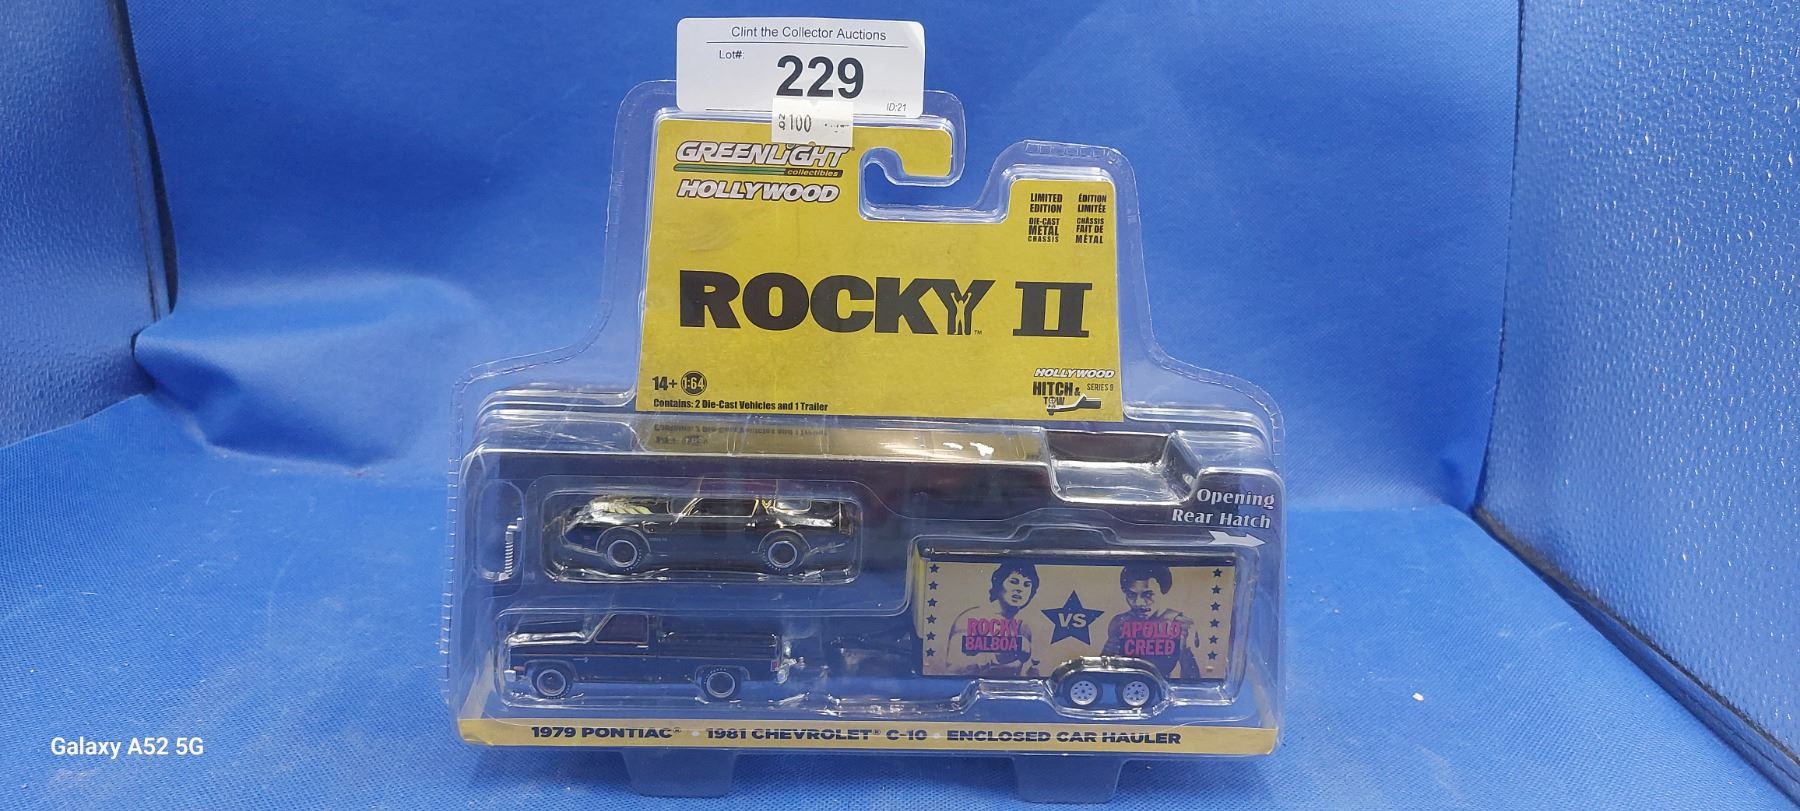 Clint the Collector Auctions
Lot#:
229
ID:21
100
GREENLIGHT
collectibles
HOLLYWOOD
LIMITED EDITION
ÉDITION LIMITÉE
DIE-CAST METAL CHASSIS
CHÂSSIS FAIT DE MÉTAL
ROCKY II
14+ 1:64
Contains: 2 Die-Cast Vehicles and 1 Trailer
HOLLYWOOD
HITCH & TOW SERIES 9
Opening
Rear Hatch
ROCKY BALBOA
VS
APOLLO CREED
1979 PONTIAC® • 1981 CHEVROLET® C-10 • ENCLOSED CAR HAULER
Galaxy A52 5G